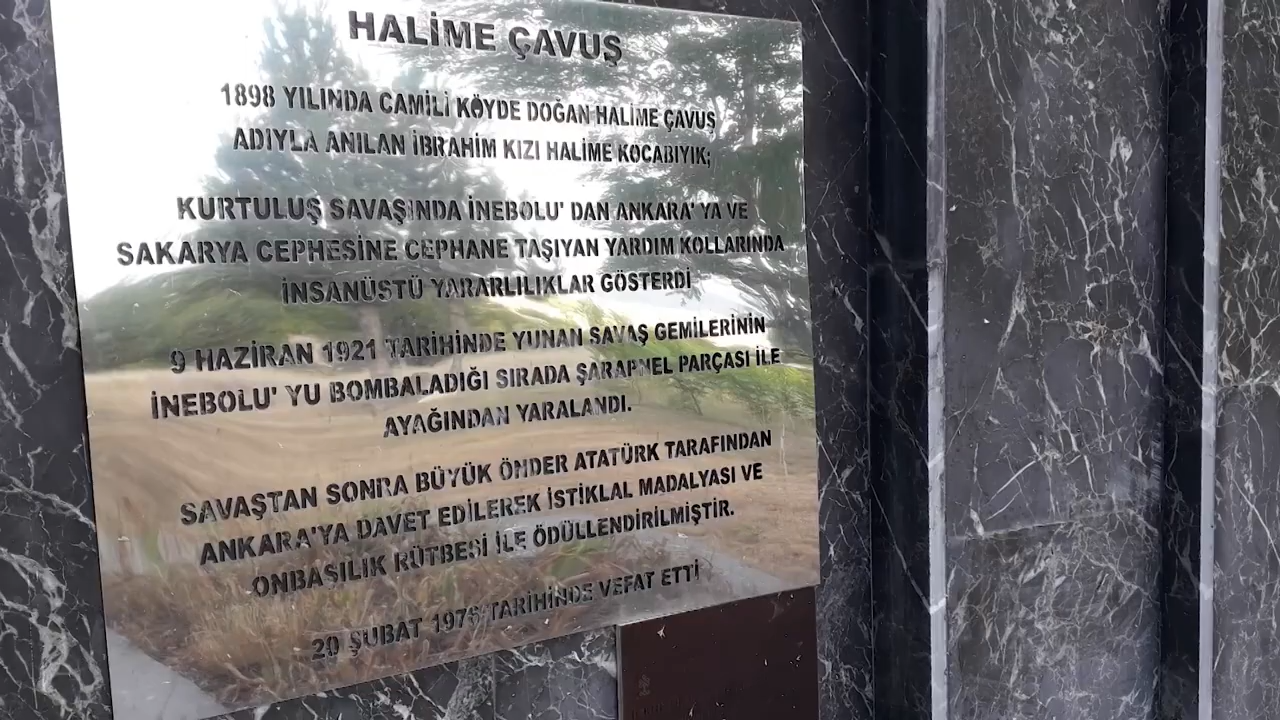 HALİME ÇAVUŞ
1898 YILINDA CAMİLİ KÖYDE DOĞAN HALİME ÇAVUŞ
ADIYLA ANILAN İBRAHİM KIZI HALİME KOCABIYIK;
KURTULUŞ SAVAŞINDA İNEBOLU' DAN ANKARA' YA VE
SAKARYA CEPHESİNE CEPHANE TAŞIYAN YARDIM KOLLARINDA
İNSANÜSTÜ YARARLILIKLAR GÖSTERDİ
9 HAZİRAN 1921 TARİHİNDE YUNAN SAVAŞ GEMİLERİNİN
İNEBOLU' YU BOMBALADIĞI SIRADA ŞARAPNEL PARÇASI İLE
AYAĞINDAN YARALANDI.
SAVAŞTAN SONRA BÜYÜK ÖNDER ATATÜRK TARAFINDAN
ANKARA'YA DAVET EDİLEREK İSTİKLAL MADALYASI VE
ONBAŞILIK RÜTBESİ İLE ÖDÜLLENDİRİLMİŞTİR.
20 ŞUBAT 1976 TARİHİNDE VEFAT ETTİ